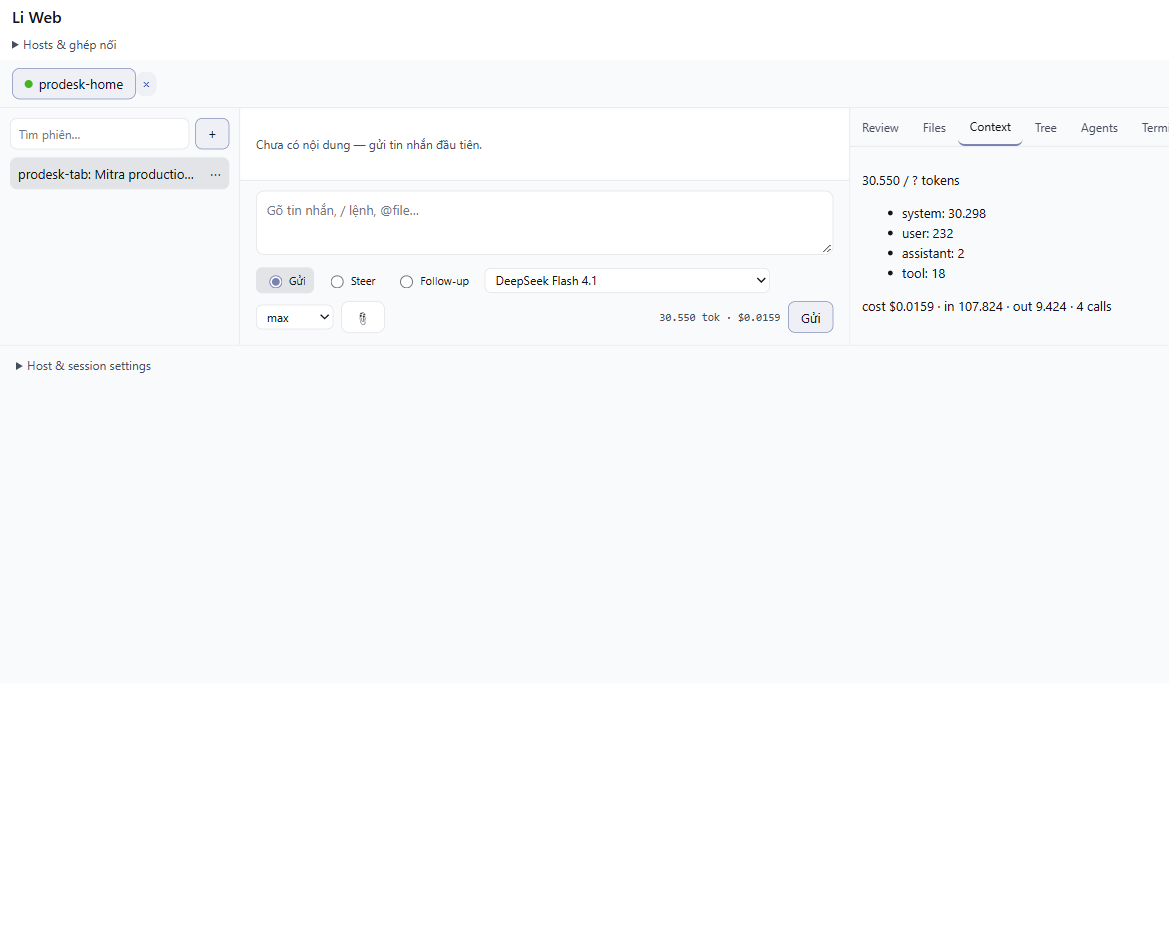 Li Web
▶ Hosts & ghép nối
prodesk-home ×
Tìm phiên...
+
prodesk-tab: Mitra productio... ...
Chưa có nội dung — gửi tin nhắn đầu tiên.
Gõ tin nhắn, / lệnh, @file...
Gửi Steer Follow-up DeepSeek Flash 4.1
max 30.550 tok · $0.0159 Gửi
Review Files Context Tree Agents Termi
30.550 / ? tokens
• system: 30.298
• user: 232
• assistant: 2
• tool: 18
cost $0.0159 · in 107.824 · out 9.424 · 4 calls
▶ Host & session settings